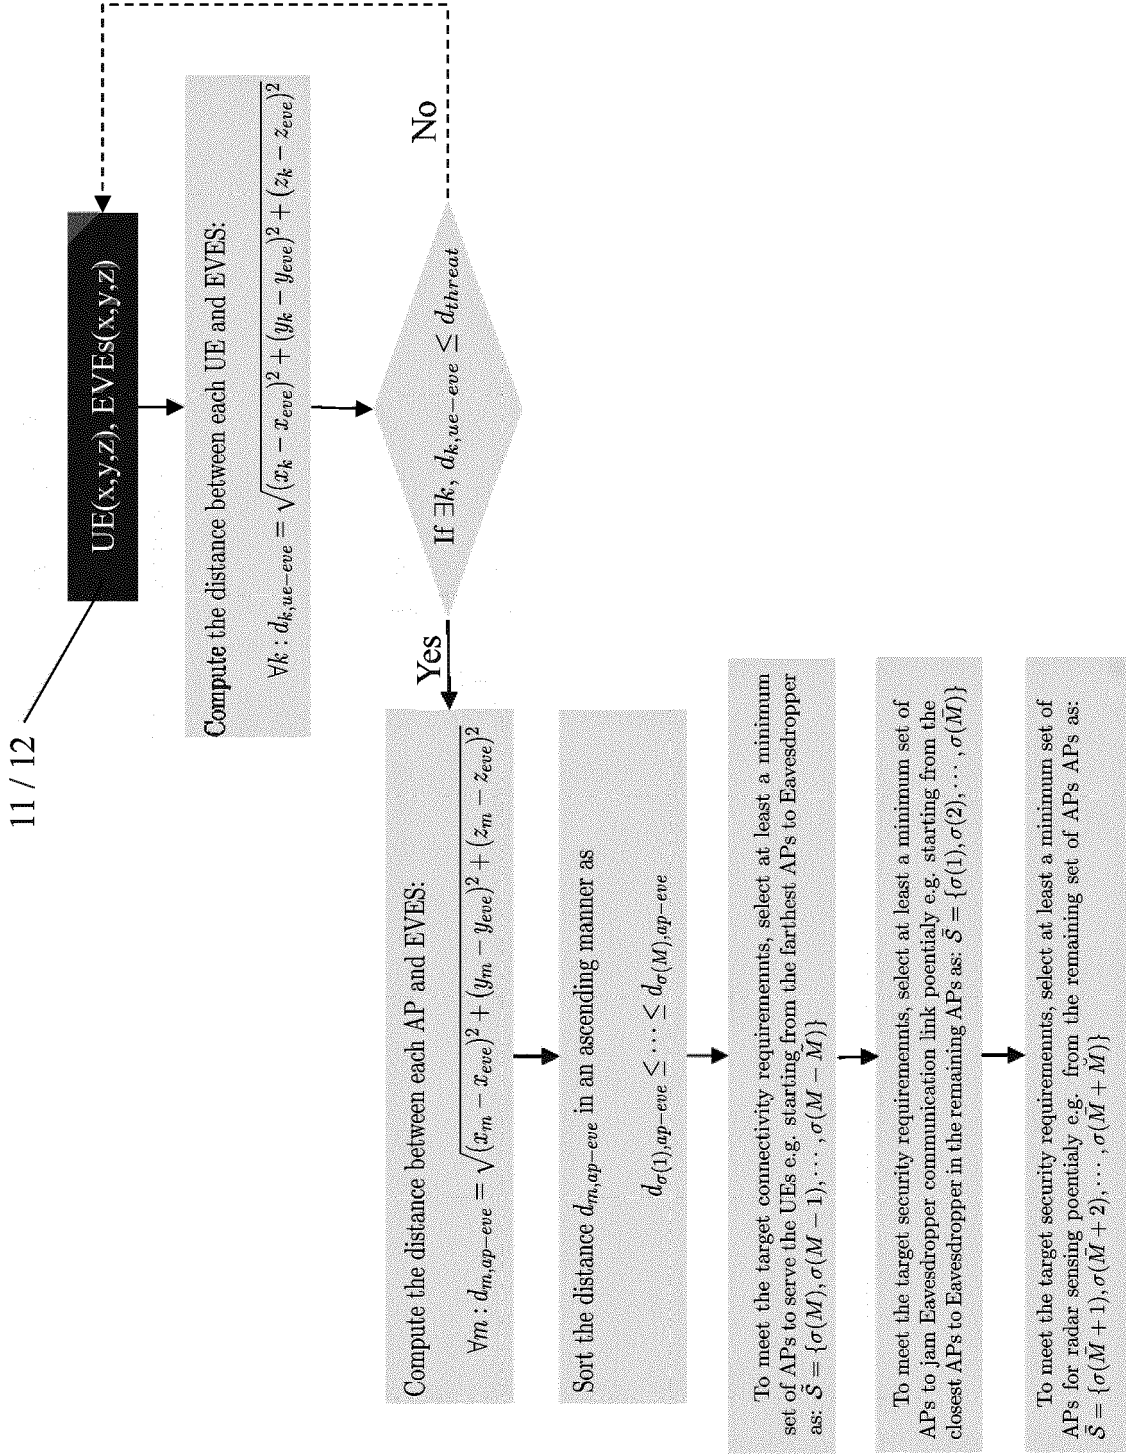 11 / 12
UE(x,y,z), EVEs(x,y,z)
Compute the distance between each UE and EVES:
∀k : d_{k,ue−eve} = √((x_k − x_{eve})² + (y_k − y_{eve})² + (z_k − z_{eve})²
If ∃k, d_{k,ue−eve} ≤ d_{threat}
No
Yes
Compute the distance between each AP and EVES:
∀m : d_{m,ap−eve} = √((x_m − x_{eve})² + (y_m − y_{eve})² + (z_m − z_{eve})²
Sort the distance d_{m,ap−eve} in an ascending manner as
d_{σ(1),ap−eve} ≤ ⋯ ≤ d_{σ(M),ap−eve}
To meet the target connectivity requiremennts, select at least a minimum
set of APs to serve the UEs e.g. starting from the farthest APs to Eavesdropper
as: S̃ = {σ(M), σ(M − 1), ⋯ , σ(M − M̃)}
To meet the target security requiremennts, select at least a minimum set of
APs to jam Eavesdropper communication link poentialy e.g. starting from the
closest APs to Eavesdropper in the remaining APs as: S̄ = {σ(1), σ(2), ⋯ , σ(M̄)}
To meet the target security requiremennts, select at least a minimum set of
APs for radar sensing poentialy e.g. from the remaining set of APs APs as: